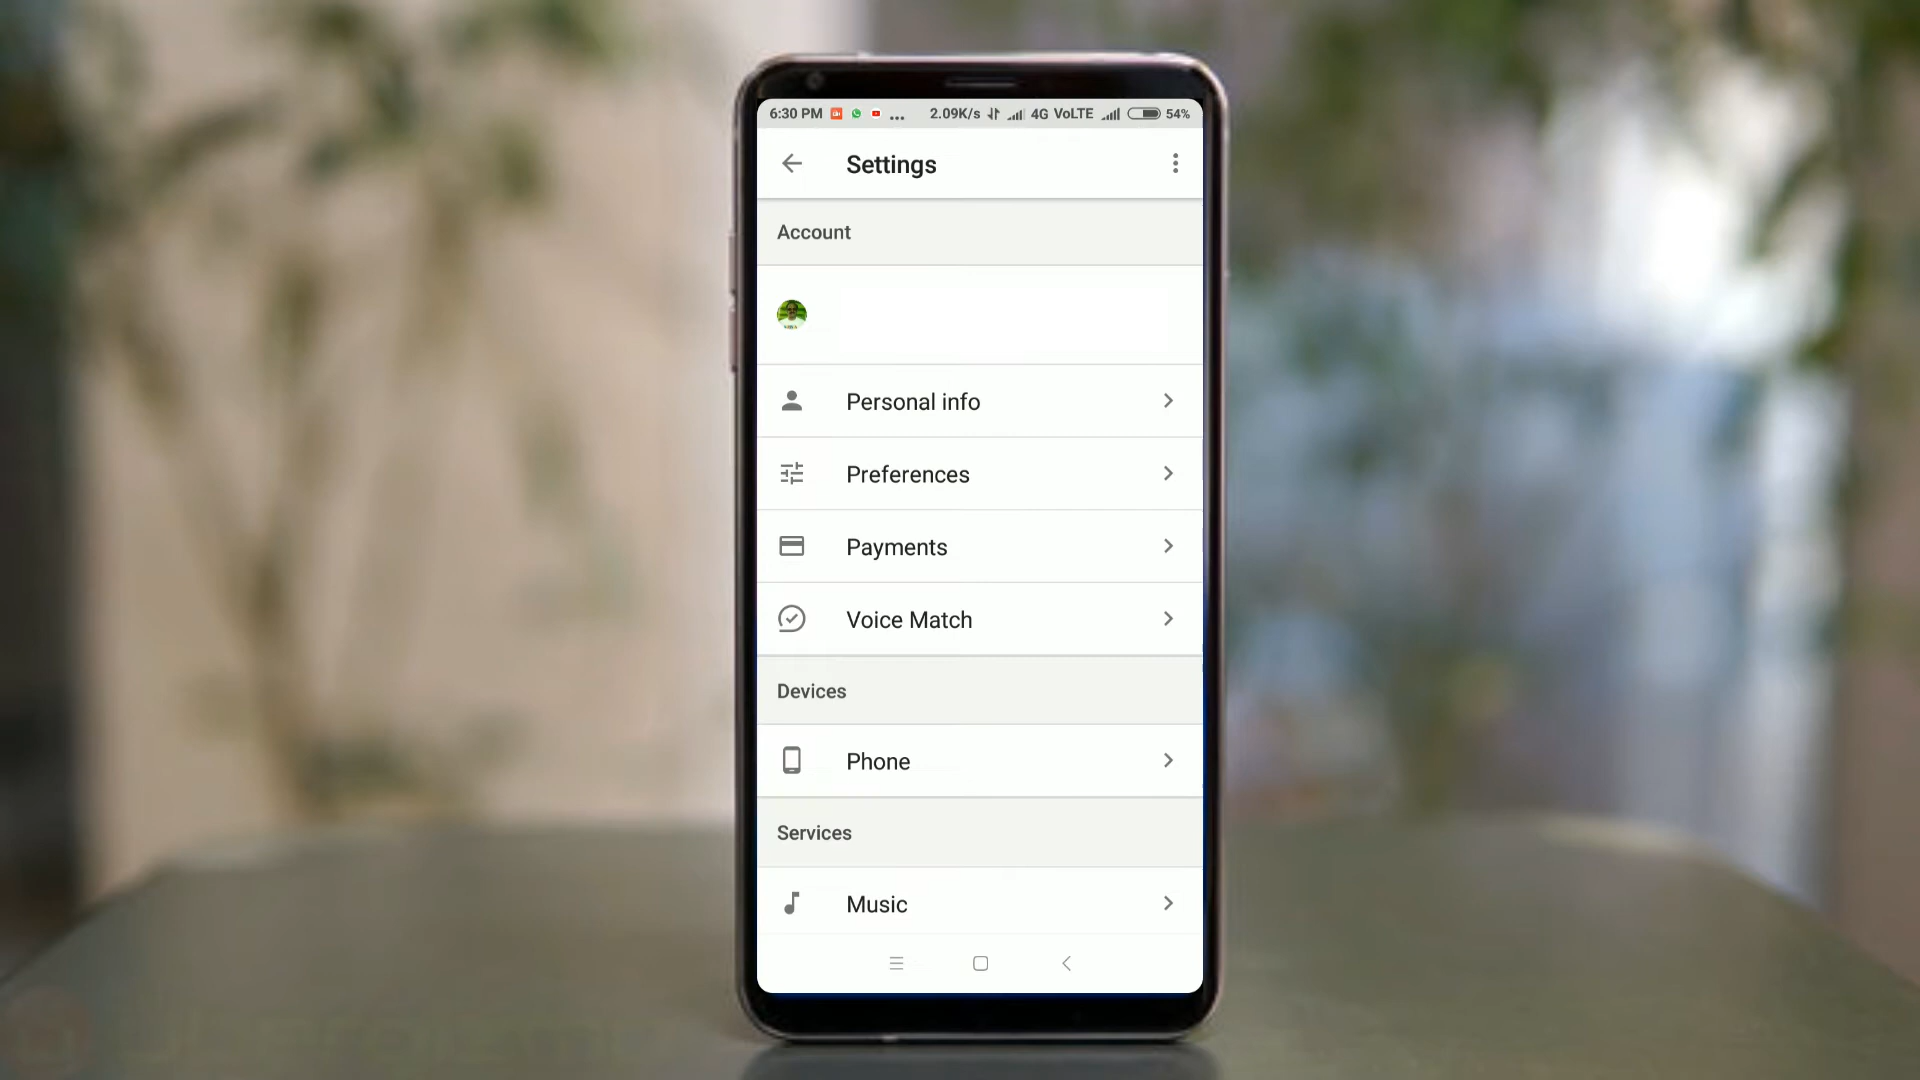 6:30 PM ... 2.09K/s 4G VoLTE 54%
Settings
Account
Personal info
Preferences
Payments
Voice Match
Devices
Phone
Services
Music